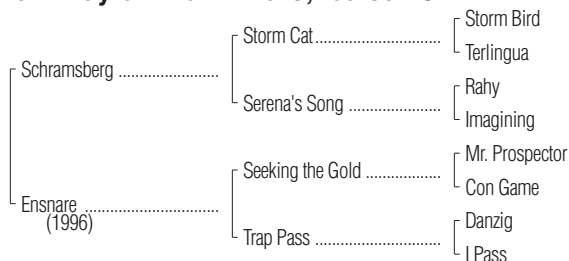 Storm Bird
Storm Cat
Terlingua
Schramsberg
Rahy
Serena's Song
Imagining
Mr. Prospector
Seeking the Gold
Con Game
Ensnare
(1996)
Danzig
Trap Pass
I Pass